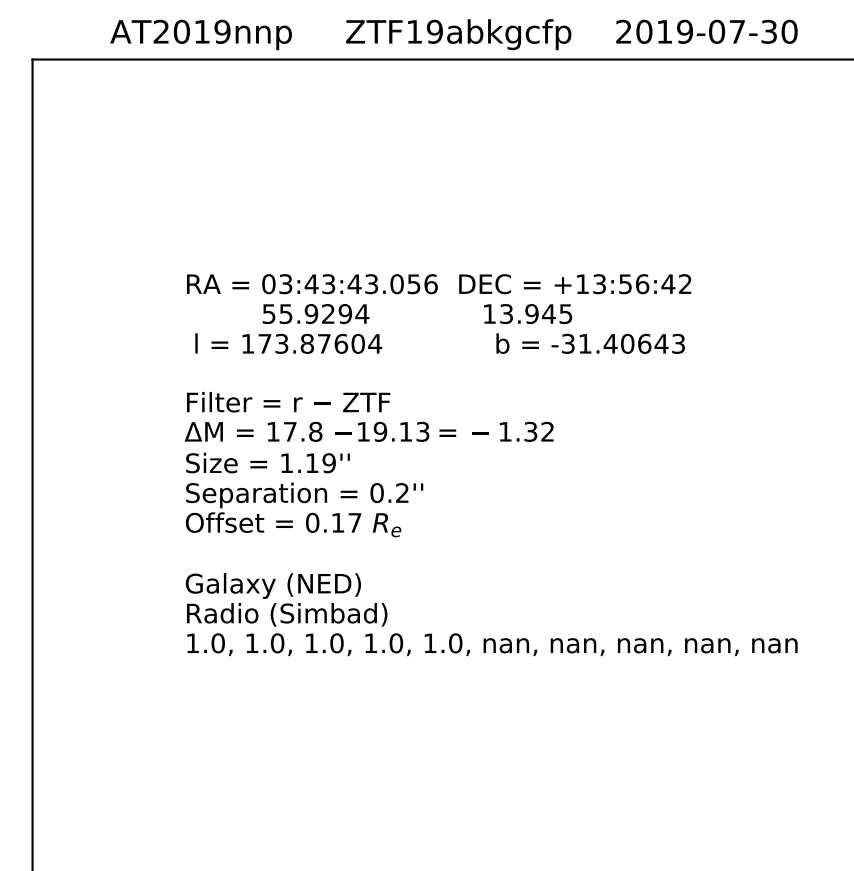 AT2019nnp ZTF19abkgcfp 2019-07-30
RA = 03:43:43.056 DEC = +13:56:42
55.9294 13.945
l = 173.87604 b = -31.40643
Filter = r − ZTF
ΔM = 17.8 −19.13 = − 1.32
Size = 1.19''
Separation = 0.2''
Offset = 0.17 Rₑ
Galaxy (NED)
Radio (Simbad)
1.0, 1.0, 1.0, 1.0, 1.0, nan, nan, nan, nan, nan